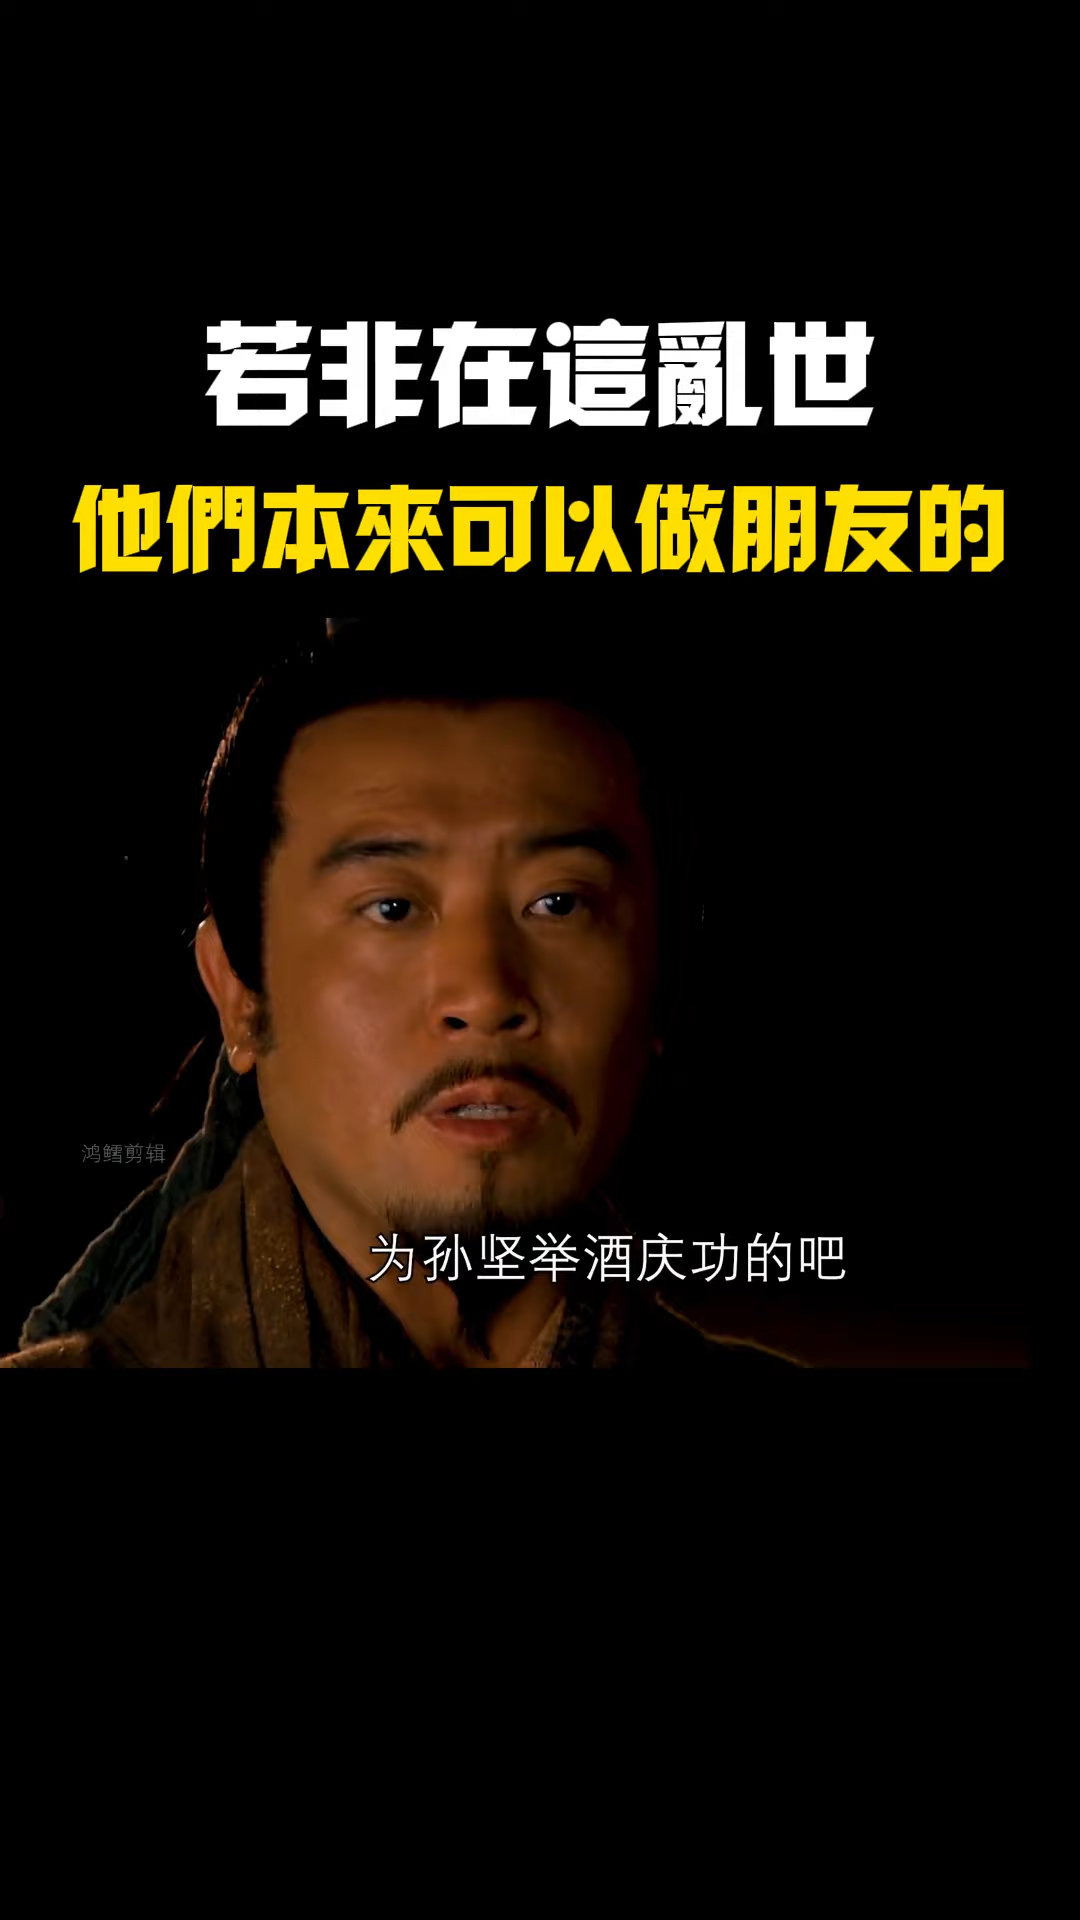 若非在這亂世
他們本來可以做朋友的
鸿鳕剪辑
为孙坚举酒庆功的吧